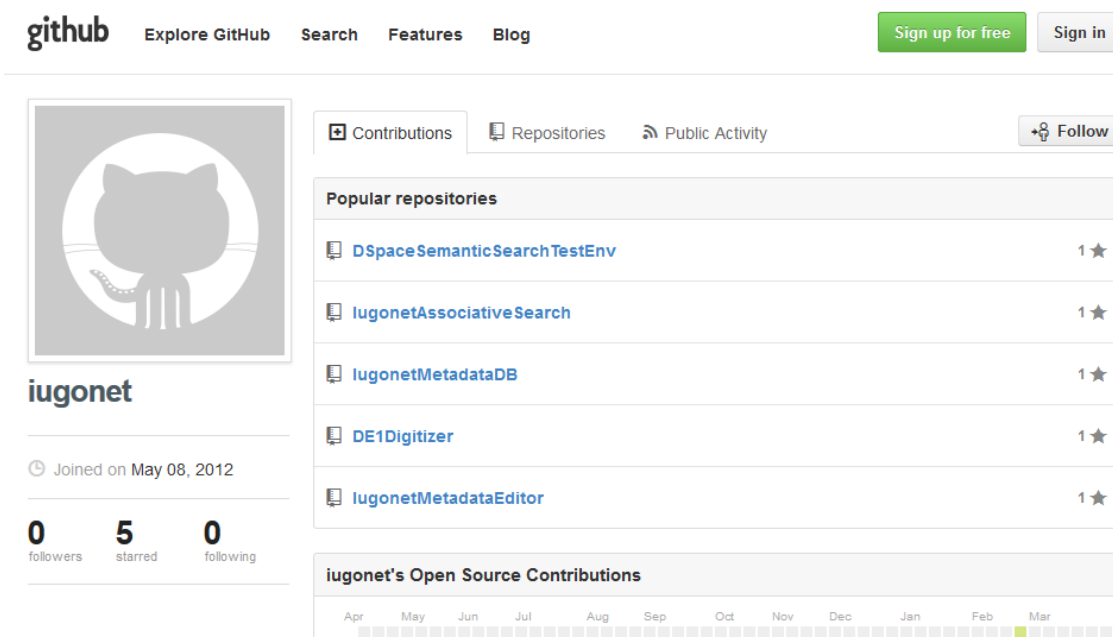 github Explore GitHub Search Features Blog Sign up for free Sign in
Contributions Repositories Public Activity Follow
Popular repositories
DSpaceSemanticSearchTestEnv 1
IugonetAssociativeSearch 1
IugonetMetadataDB 1
DE1Digitizer 1
IugonetMetadataEditor 1
iugonet
Joined on May 08, 2012
0 5 0
followers starred following
iugonet's Open Source Contributions
Apr May Jun Jul Aug Sep Oct Nov Dec Jan Feb Mar